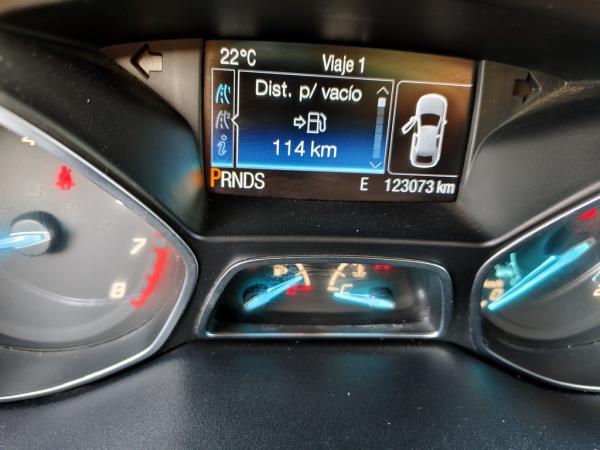 22°C Viaje 1
Dist. p/ vacío
114 km
PRNDS E 123073 km
7
8
C